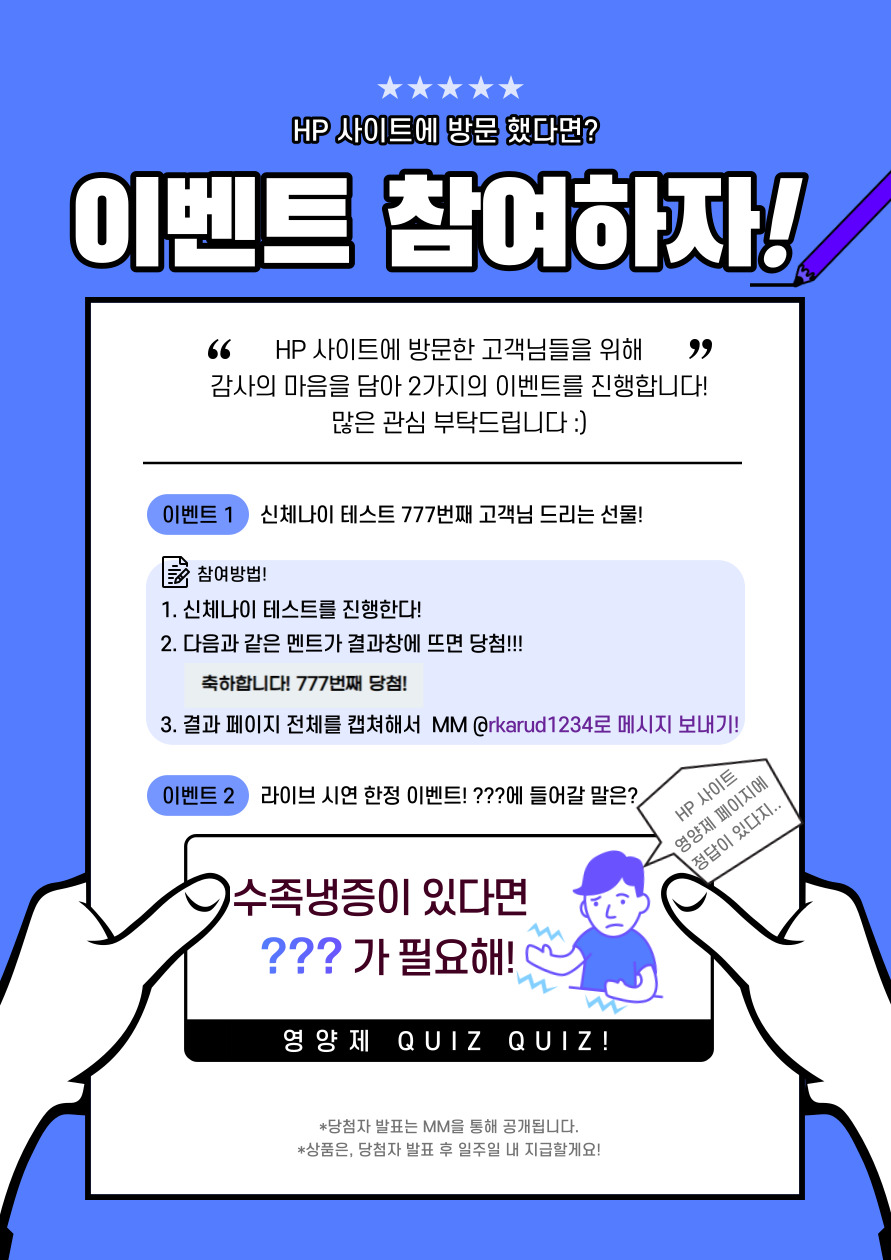 HP 사이트에 방문 했다면?
이벤트 참여하자!
“ HP 사이트에 방문한 고객님들을 위해 ”
감사의 마음을 담아 2가지의 이벤트를 진행합니다!
많은 관심 부탁드립니다 :)
이벤트 1 신체나이 테스트 777번째 고객님 드리는 선물!
참여방법!
1. 신체나이 테스트를 진행한다!
2. 다음과 같은 멘트가 결과창에 뜨면 당첨!!!
축하합니다! 777번째 당첨!
3. 결과 페이지 전체를 캡쳐해서 MM @rkarud1234로 메시지 보내기!
이벤트 2 라이브 시연 한정 이벤트! ???에 들어갈 말은?
HP 사이트
영양제 페이지에
정답이 있다지..
수족냉증이 있다면
??? 가 필요해!
영양제 QUIZ QUIZ!
*당첨자 발표는 MM을 통해 공개됩니다.
*상품은, 당첨자 발표 후 일주일 내 지급할게요!